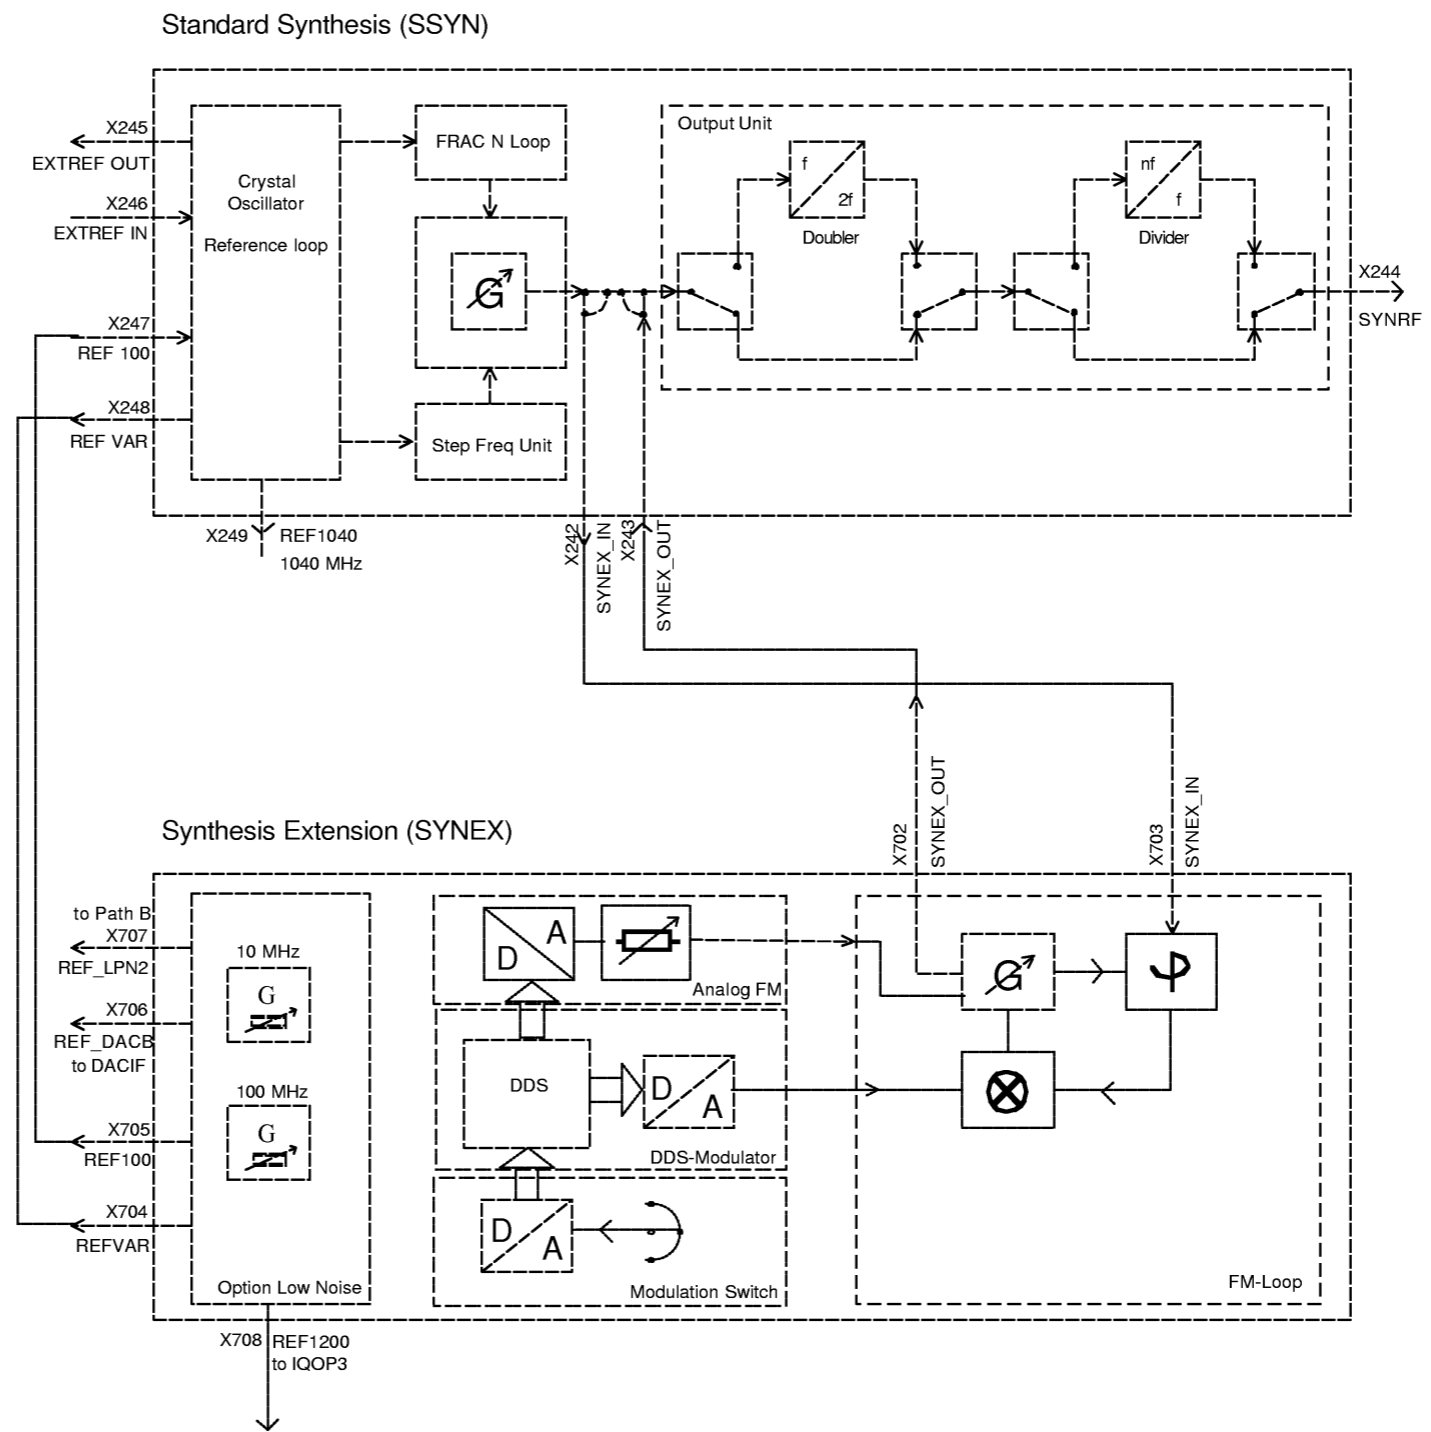 Standard Synthesis (SSYN)
X245
EXTREF OUT
X246
EXTREF IN
X247
REF 100
X248
REF VAR
Crystal
Oscillator
Reference loop
X249
REF1040
1040 MHz
FRAC N Loop
G
Step Freq Unit
Output Unit
f
2f
Doubler
nf
f
Divider
X244
SYNRF
X242
SYNEX_IN
X243
SYNEX_OUT
X702
SYNEX_OUT
X703
SYNEX_IN
Synthesis Extension (SYNEX)
to Path B
X707
REF_LPN2
X706
REF_DACB
to DACIF
X705
REF100
X704
REFVAR
10 MHz
G
100 MHz
G
Option Low Noise
X708
REF1200
to IQOP3
D
A
Analog FM
DDS
D
A
DDS-Modulator
D
A
Modulation Switch
G
φ
FM-Loop